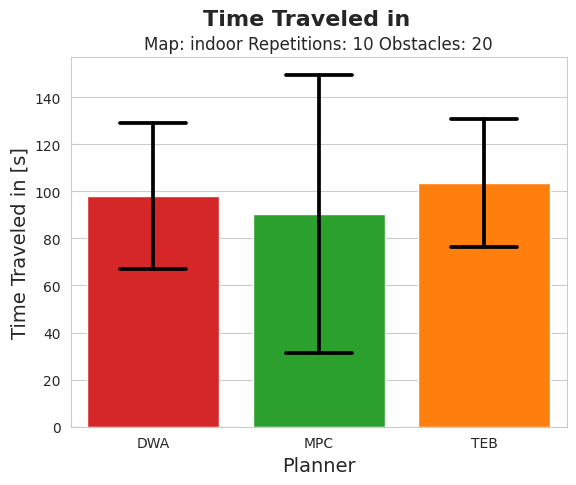 Time Traveled in
Map: indoor Repetitions: 10 Obstacles: 20
Time Traveled in [s]
140
120
100
80
60
40
20
0
DWA
MPC
TEB
Planner